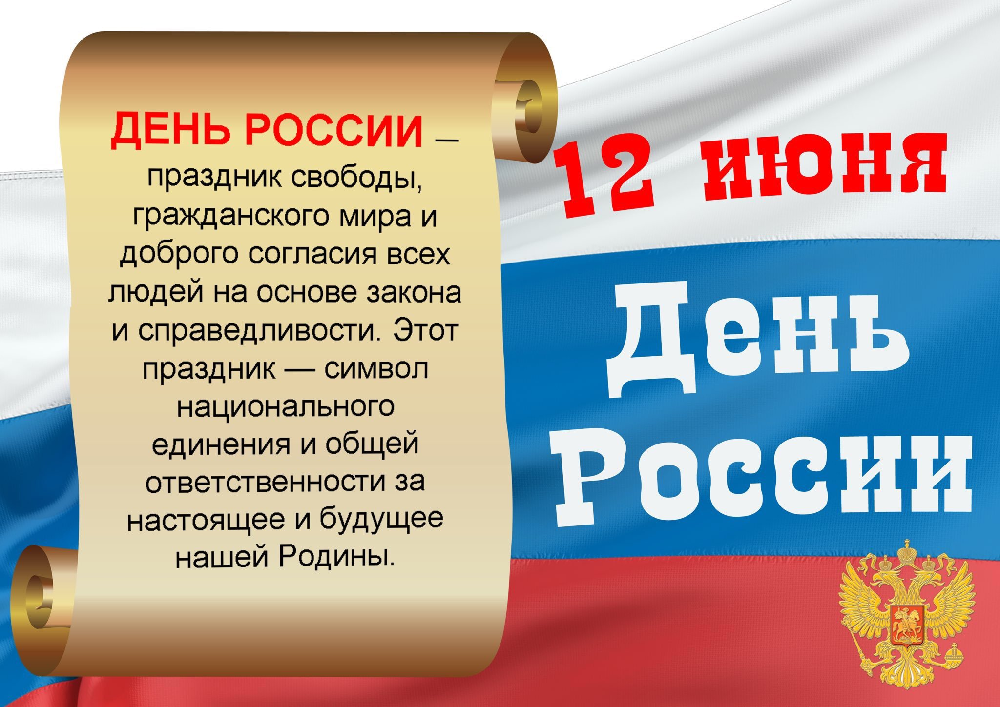 ДЕНЬ РОССИИ —
праздник свободы,
гражданского мира и
доброго согласия всех
людей на основе закона
и справедливости. Этот
праздник — символ
национального
единения и общей
ответственности за
настоящее и будущее
нашей Родины.
12 июня
День
России